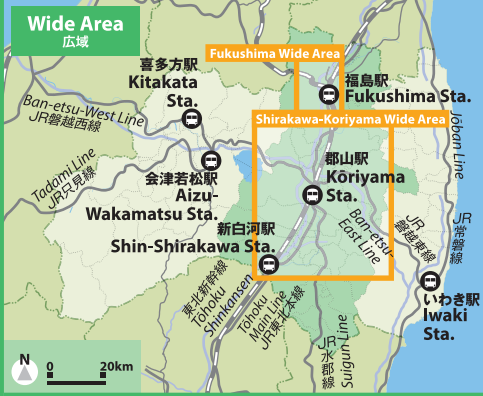 Wide Area
広域
Fukushima Wide Area
喜多方駅
Kitakata
Sta.
福島駅
Fukushima Sta.
Shirakawa-Koriyama Wide Area
Ban-etsu-West Line
JR磐越西線
Joban Line
JR常磐線
Tadami Line
JR只見線
会津若松駅
Aizu-
Wakamatsu Sta.
郡山駅
Kōriyama
Sta.
新白河駅
Shin-Shirakawa Sta.
Ban-etsu-
East Line
JR
磐越東線
いわき駅
Iwaki
Sta.
東北新幹線
Tōhoku
Shinkansen
Tōhoku
Main Line
JR東北本線
JR
水郡線
Suigun Line
N
0
20km